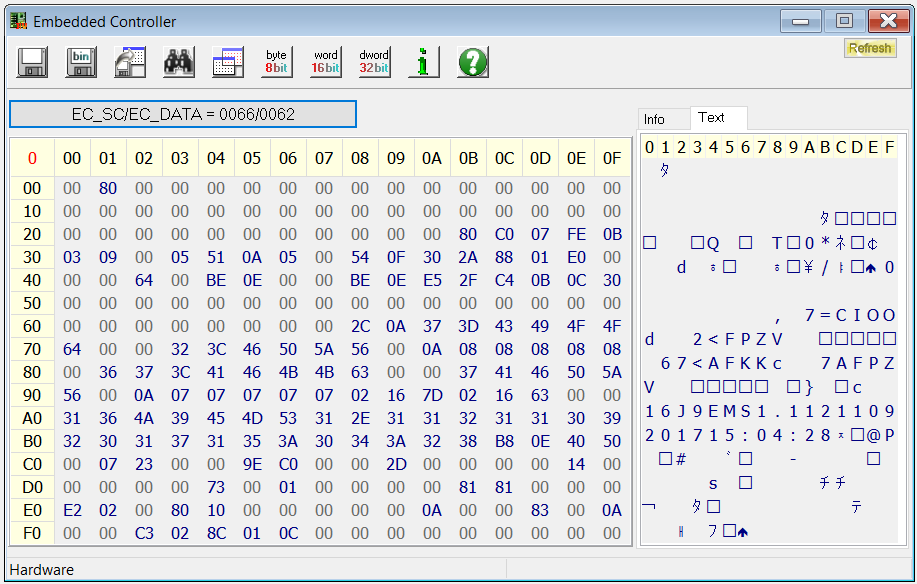 Embedded Controller
bin
byte 8bit
word 16bit
dword 32bit
Refresh
EC_SC/EC_DATA = 0066/0062
Info Text
0 00 01 02 03 04 05 06 07 08 09 0A 0B 0C 0D 0E 0F
00 00 80 00 00 00 00 00 00 00 00 00 00 00 00 00 00
10 00 00 00 00 00 00 00 00 00 00 00 00 00 00 00 00
20 00 00 00 00 00 00 00 00 00 00 00 80 C0 07 FE 0B
30 03 09 00 05 51 0A 05 00 54 0F 30 2A 88 01 E0 00
40 00 00 64 00 BE 0E 00 00 BE 0E E5 2F C4 0B 0C 30
50 00 00 00 00 00 00 00 00 00 00 00 00 00 00 00 00
60 00 00 00 00 00 00 00 00 2C 0A 37 3D 43 49 4F 4F
70 64 00 00 32 3C 46 50 5A 56 00 0A 08 08 08 08 08
80 00 36 37 3C 41 46 4B 4B 63 00 00 37 41 46 50 5A
90 56 00 0A 07 07 07 07 07 02 16 7D 02 16 63 00 00
A0 31 36 4A 39 45 4D 53 31 2E 31 31 32 31 31 30 39
B0 32 30 31 37 31 35 3A 30 34 3A 32 38 B8 0E 40 50
C0 00 07 23 00 00 9E C0 00 00 2D 00 00 00 00 14 00
D0 00 00 00 00 73 00 01 00 00 00 00 81 81 00 00 00
E0 E2 02 00 80 10 00 00 00 00 00 0A 00 00 83 00 0A
F0 00 00 C3 02 8C 01 0C 00 00 00 00 00 00 00 00 00
0 1 2 3 4 5 6 7 8 9 A B C D E F
タ
タ□□□□
□ □Q □ T□0*ネ□¢
d □ □¥/ □♠0
, 7=CIOO
d 2<FPZV □□□□□
67<AFKKc 7AFPZ
V □□□□□ □} □c
16J9EMS1.1121109
201715:04:28 □@P
□# □ - □
s □ チチ
¬ タ□ テ
フ□♠
Hardware